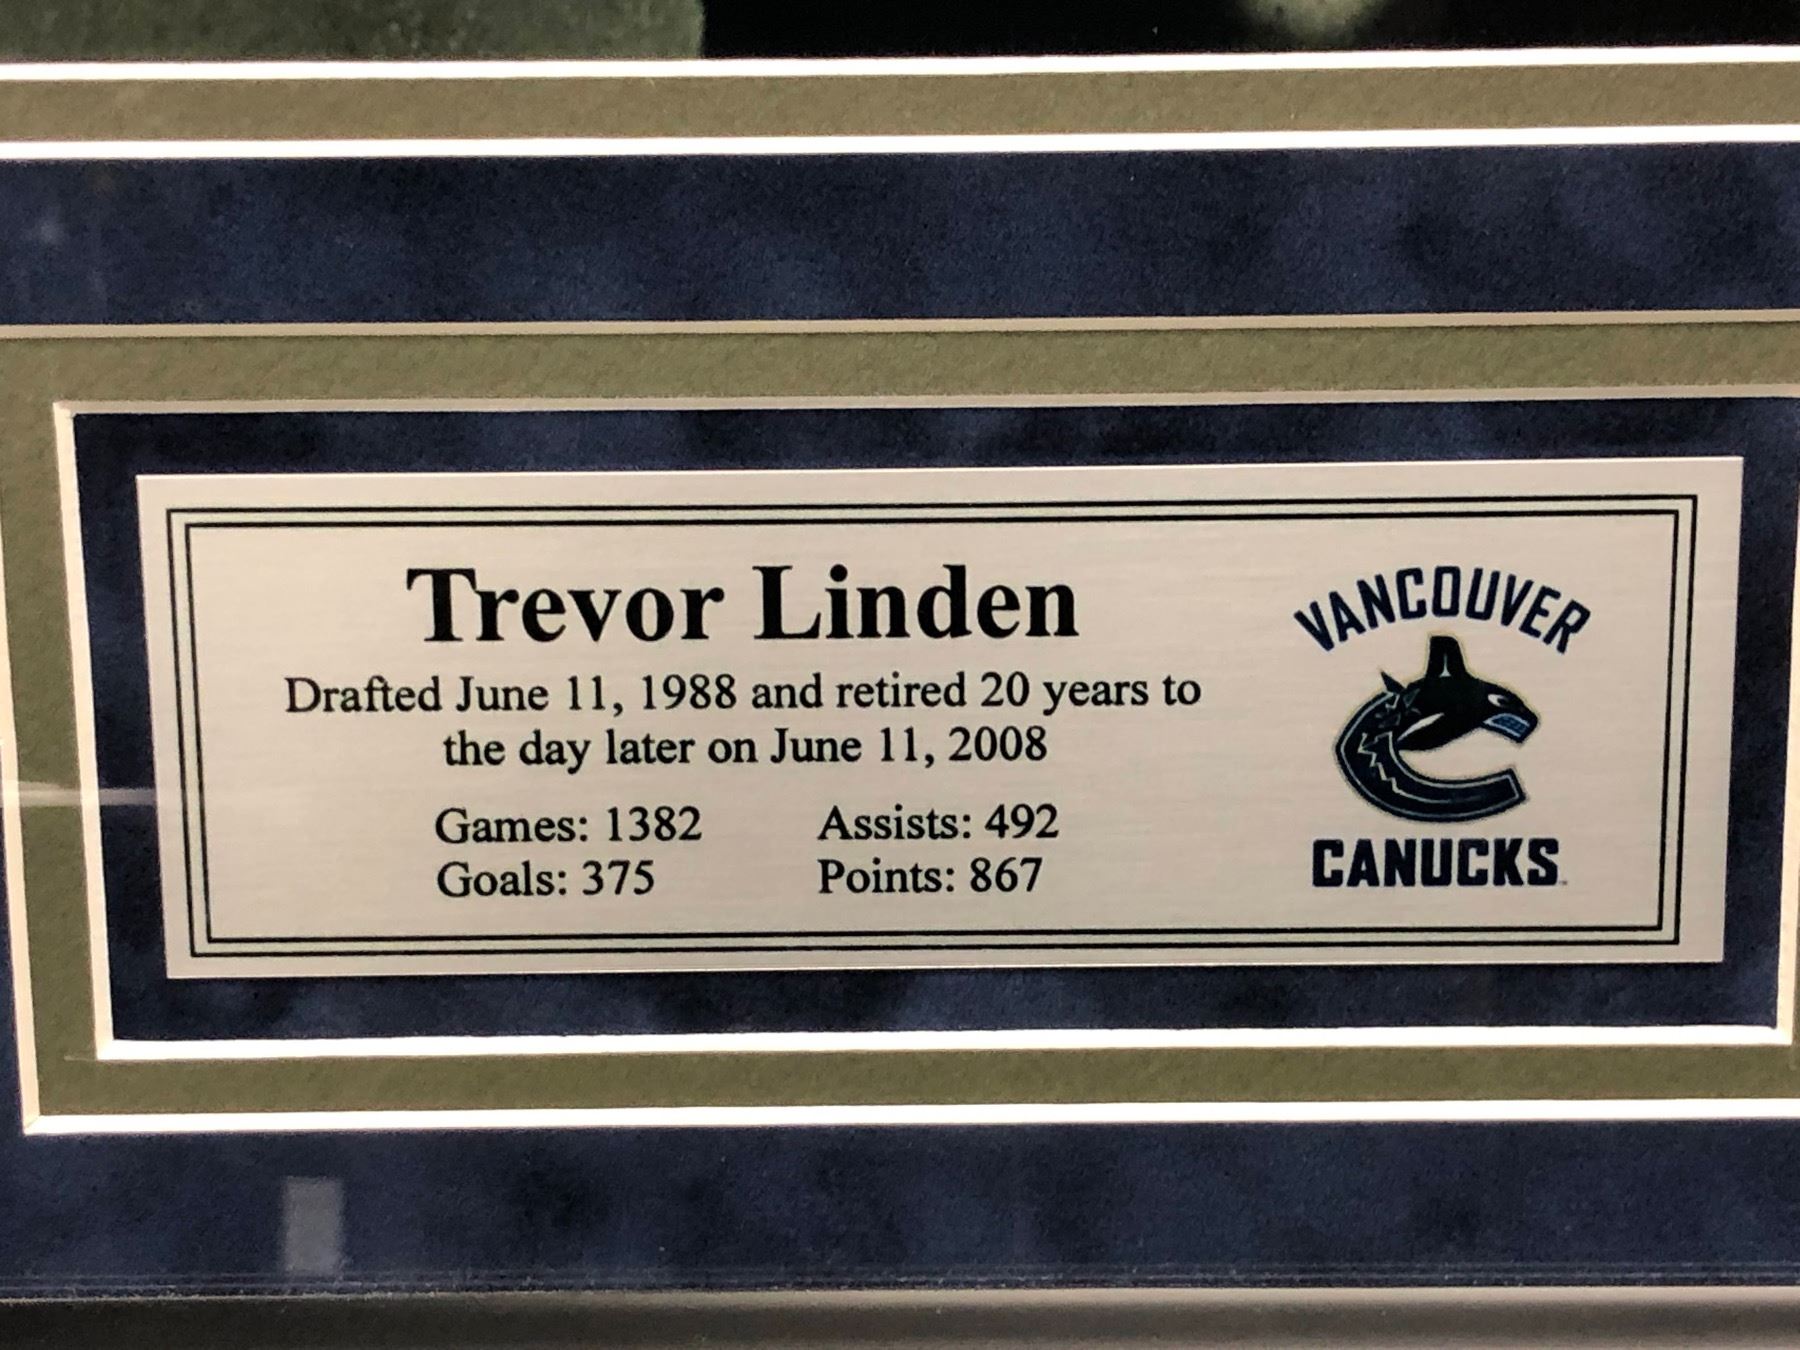 Trevor Linden
Drafted June 11, 1988 and retired 20 years to
the day later on June 11, 2008
Games: 1382 Assists: 492
Goals: 375 Points: 867
VANCOUVER
CANUCKS